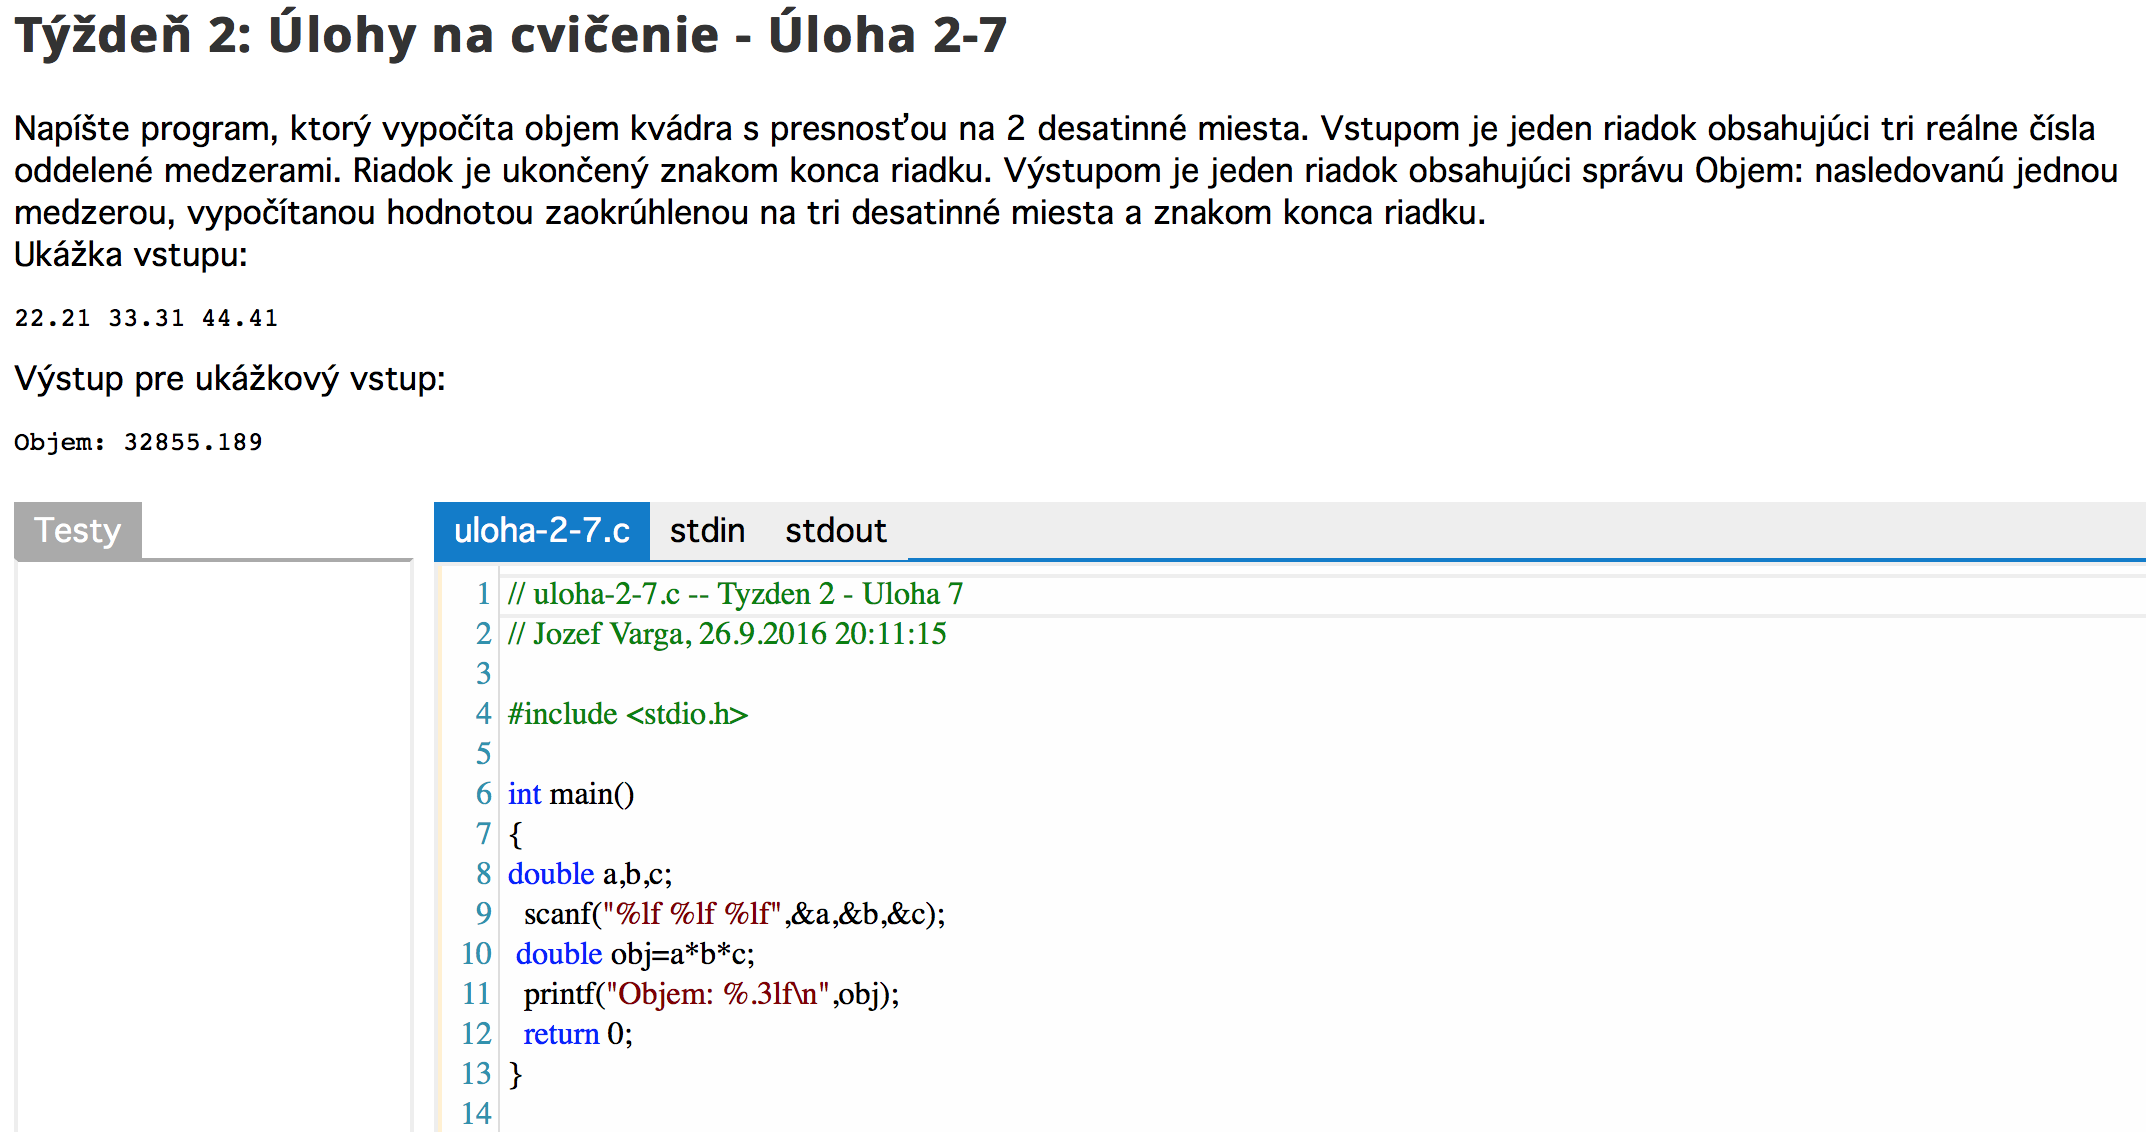 Týždeň 2: Úlohy na cvičenie - Úloha 2-7
Napíšte program, ktorý vypočíta objem kvádra s presnosťou na 2 desatinné miesta. Vstupom je jeden riadok obsahujúci tri reálne čísla
oddelené medzerami. Riadok je ukončený znakom konca riadku. Výstupom je jeden riadok obsahujúci správu Objem: nasledovanú jednou
medzerou, vypočítanou hodnotou zaokrúhlenou na tri desatinné miesta a znakom konca riadku.
Ukážka vstupu:
22.21 33.31 44.41
Výstup pre ukážkový vstup:
Objem: 32855.189
Testy
uloha-2-7.c stdin stdout
1 // uloha-2-7.c -- Tyzden 2 - Uloha 7
2 // Jozef Varga, 26.9.2016 20:11:15
3
4 #include <stdio.h>
5
6 int main()
7 {
8 double a,b,c;
9 scanf("%lf %lf %lf",&a,&b,&c);
10 double obj=a*b*c;
11 printf("Objem: %.3lf\n",obj);
12 return 0;
13 }
14